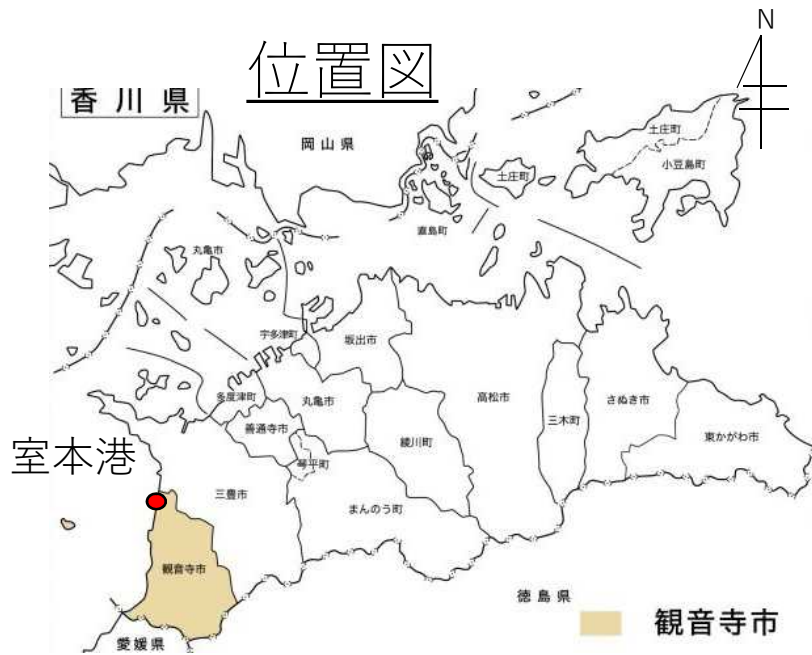 位置図
N
香川県
岡山県
土庄町
小豆島町
土庄町
直島町
丸亀市
宇多津町
坂出市
多度津町
丸亀市
高松市
さぬき市
三木町
善通寺市
綾川町
東かがわ市
室本港
琴平町
三豊市
まんのう町
観音寺市
徳島県
愛媛県
観音寺市